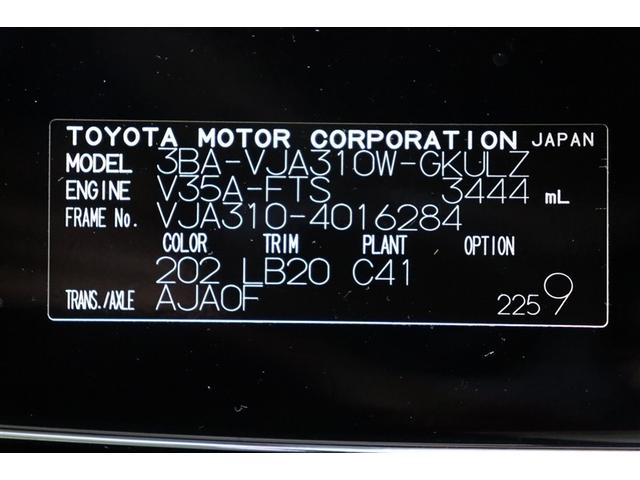 TOYOTA MOTOR CORPORATION JAPAN
MODEL 3BA-VJA310W-GKULZ
ENGINE V35A-FTS 3444 mL
FRAME No. VJA310-4016284
COLOR TRIM PLANT OPTION
202 LB20 C41
TRANS./AXLE AJA0F 2259